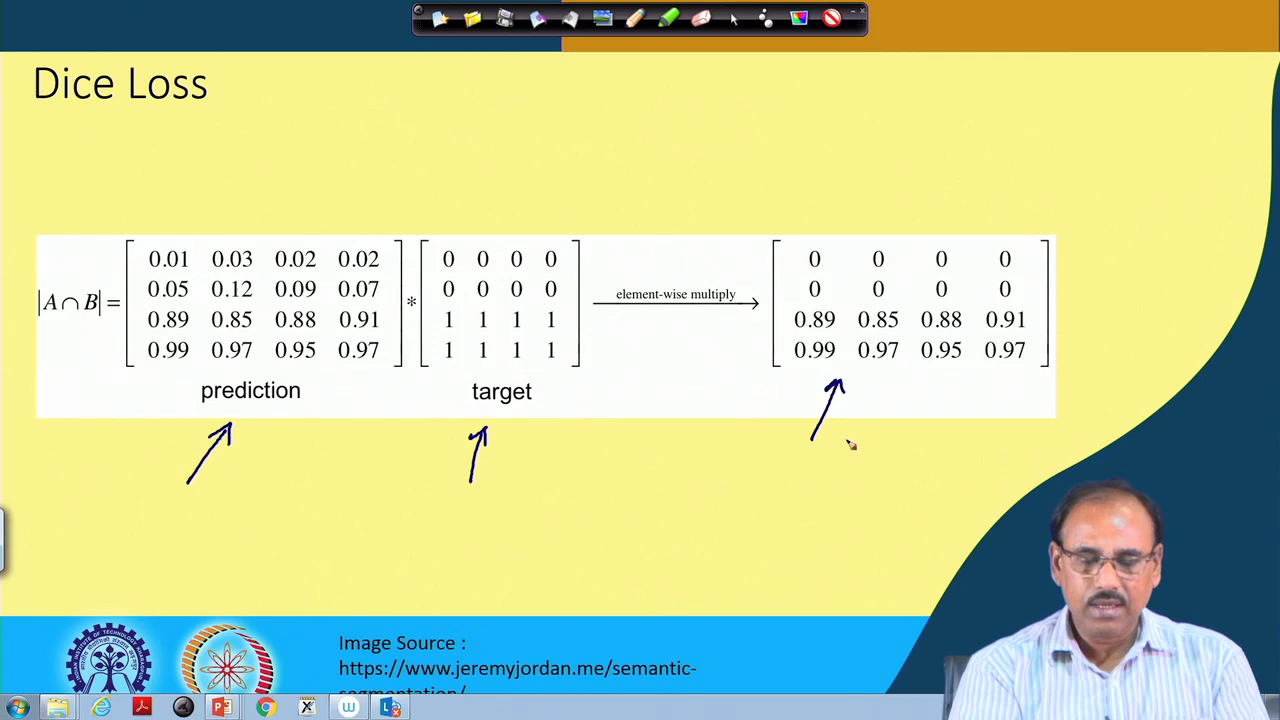 Dice Loss
|A ∩ B| = [ 0.01 0.03 0.02 0.02 ] * [ 0 0 0 0 ] element-wise multiply → [ 0 0 0 0 ]
0.05 0.12 0.09 0.07 0 0 0 0 0 0 0 0
0.89 0.85 0.88 0.91 1 1 1 1 0.89 0.85 0.88 0.91
0.99 0.97 0.95 0.97 1 1 1 1 0.99 0.97 0.95 0.97
prediction target
Image Source :
https://www.jeremyjordan.me/semantic-
segmentation/